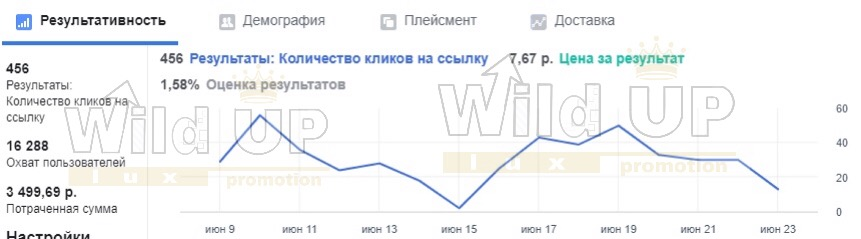 Результативность Демография Плейсмент Доставка
456 Результаты: Количество кликов на ссылку 7,67 р. Цена за результат
1,58% Оценка результатов
456
Результаты:
Количество кликов на
ссылку
16 288
Охват пользователей
3 499,69 р.
Потраченная сумма
Настройки
60
40
20
0
июн 9 июн 11 июн 13 июн 15 июн 17 июн 19 июн 21 июн 23
Wild UP
lux promotion
Wild UP
lux promotion